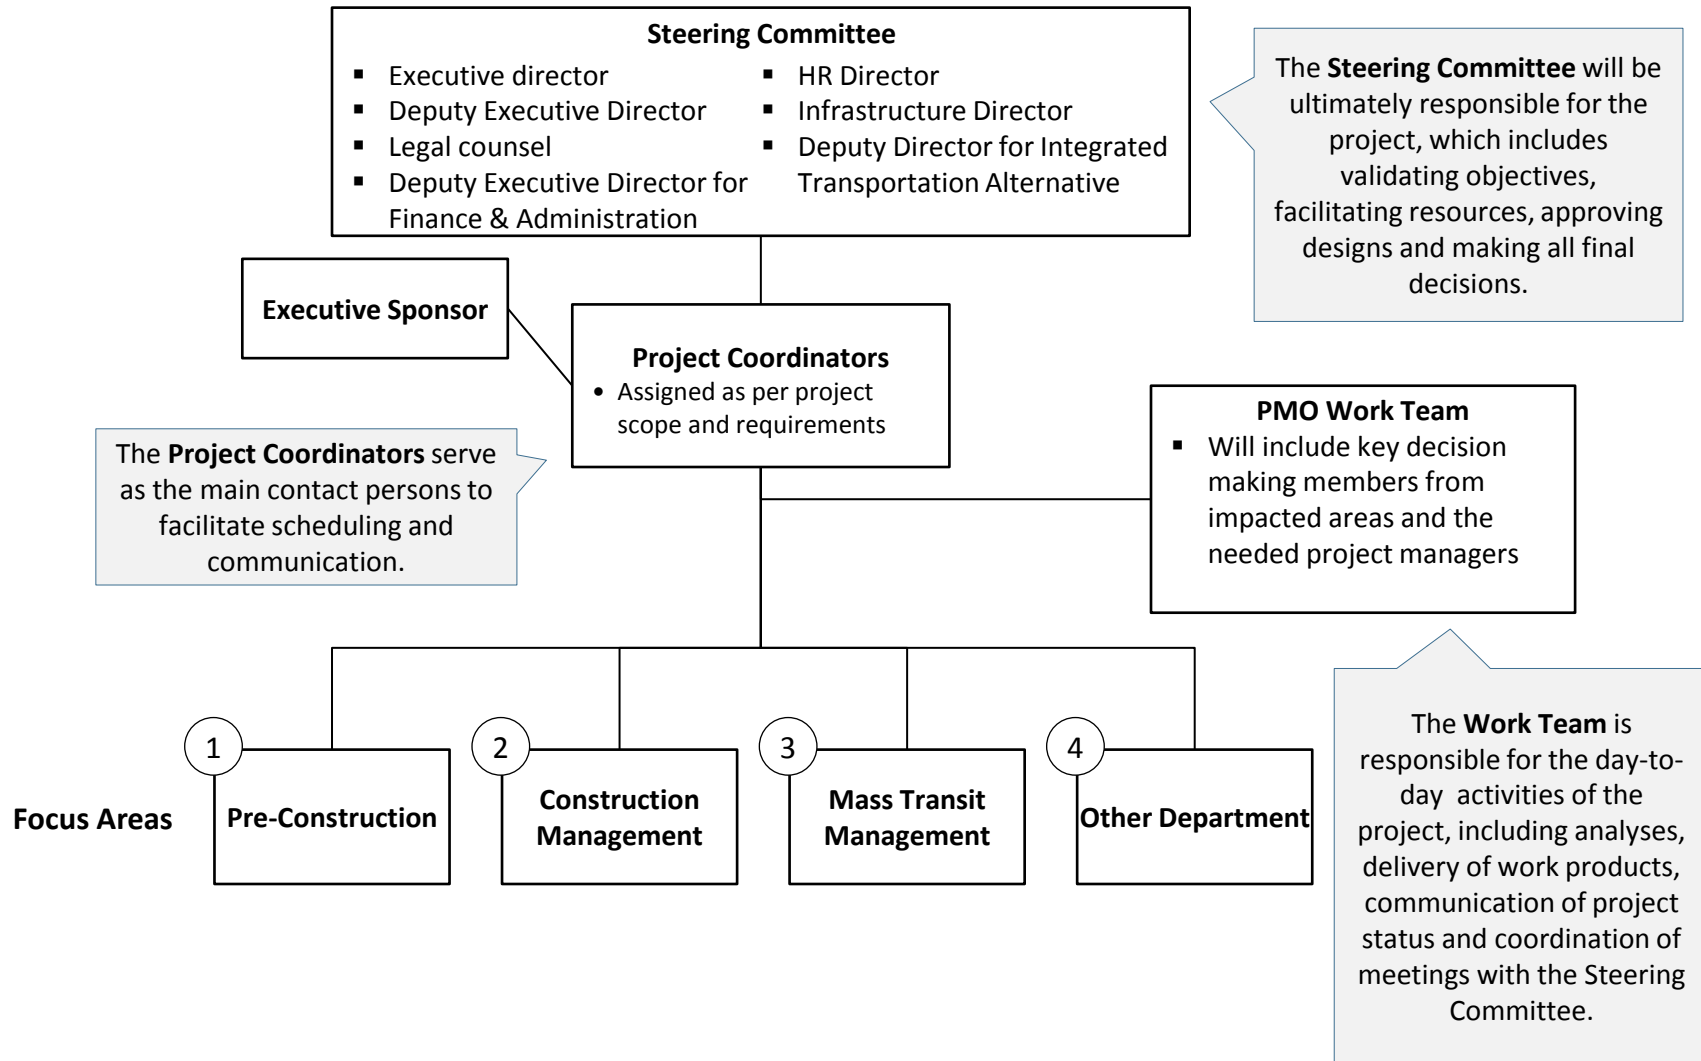 Steering Committee
▪ Executive director
▪ Deputy Executive Director
▪ Legal counsel
▪ Deputy Executive Director for
Finance & Administration
▪ HR Director
▪ Infrastructure Director
▪ Deputy Director for Integrated
Transportation Alternative
The Steering Committee will be
ultimately responsible for the
project, which includes
validating objectives,
facilitating resources, approving
designs and making all final
decisions.
Executive Sponsor
Project Coordinators
• Assigned as per project
scope and requirements
The Project Coordinators serve
as the main contact persons to
facilitate scheduling and
communication.
PMO Work Team
▪ Will include key decision
making members from
impacted areas and the
needed project managers
Focus Areas
1
Pre-Construction
2
Construction
Management
3
Mass Transit
Management
4
Other Department
The Work Team is
responsible for the day-to-
day activities of the
project, including analyses,
delivery of work products,
communication of project
status and coordination of
meetings with the Steering
Committee.